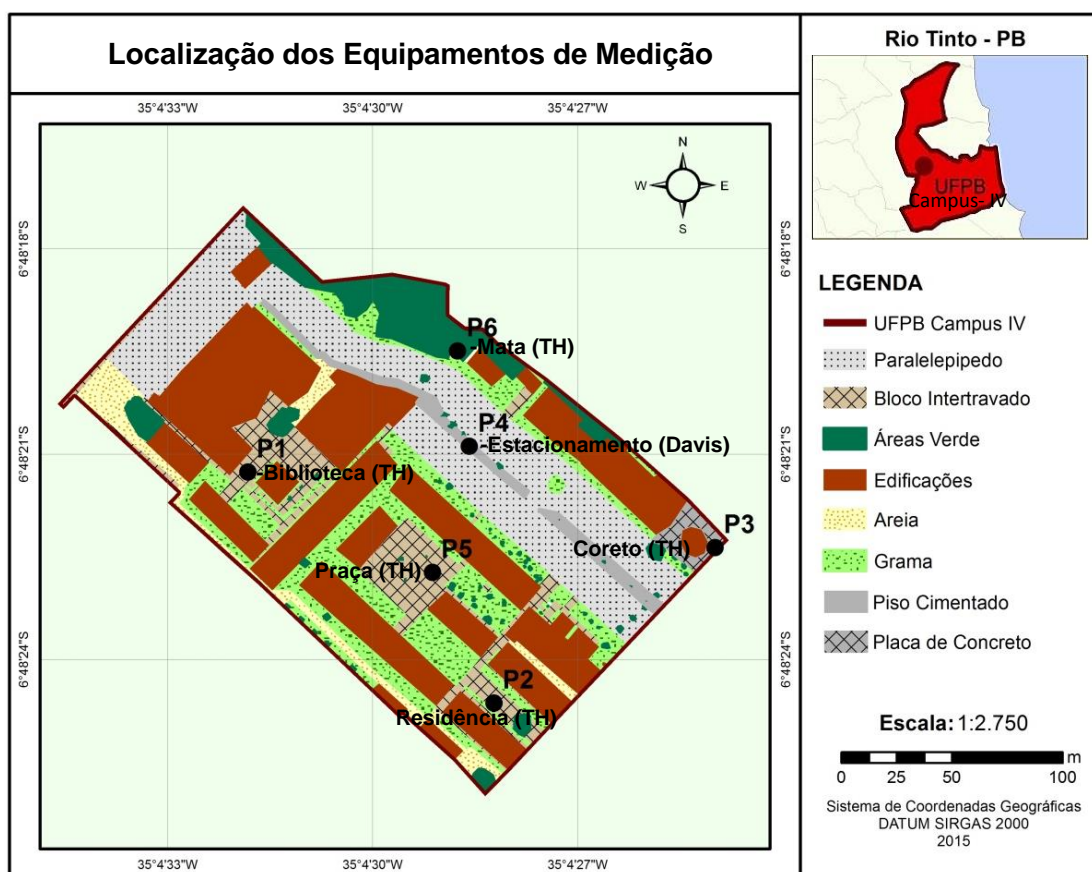 Localização dos Equipamentos de Medição
35°4'33"W
35°4'30"W
35°4'27"W
N
W
E
S
6°48'18"S
6°48'18"S
P6
-Mata (TH)
P4
-Estacionamento (Davis)
6°48'21"S
6°48'21"S
P1
-Biblioteca (TH)
P3
Coreto (TH)
P5
Praça (TH)
6°48'24"S
6°48'24"S
P2
Residência (TH)
35°4'33"W
35°4'30"W
35°4'27"W
Rio Tinto - PB
UFPB
Campus- IV
LEGENDA
UFPB Campus IV
Paralelepipedo
Bloco Intertravado
Áreas Verde
Edificações
Areia
Grama
Piso Cimentado
Placa de Concreto
Escala: 1:2.750
m
0 25 50 100
Sistema de Coordenadas Geográficas
DATUM SIRGAS 2000
2015